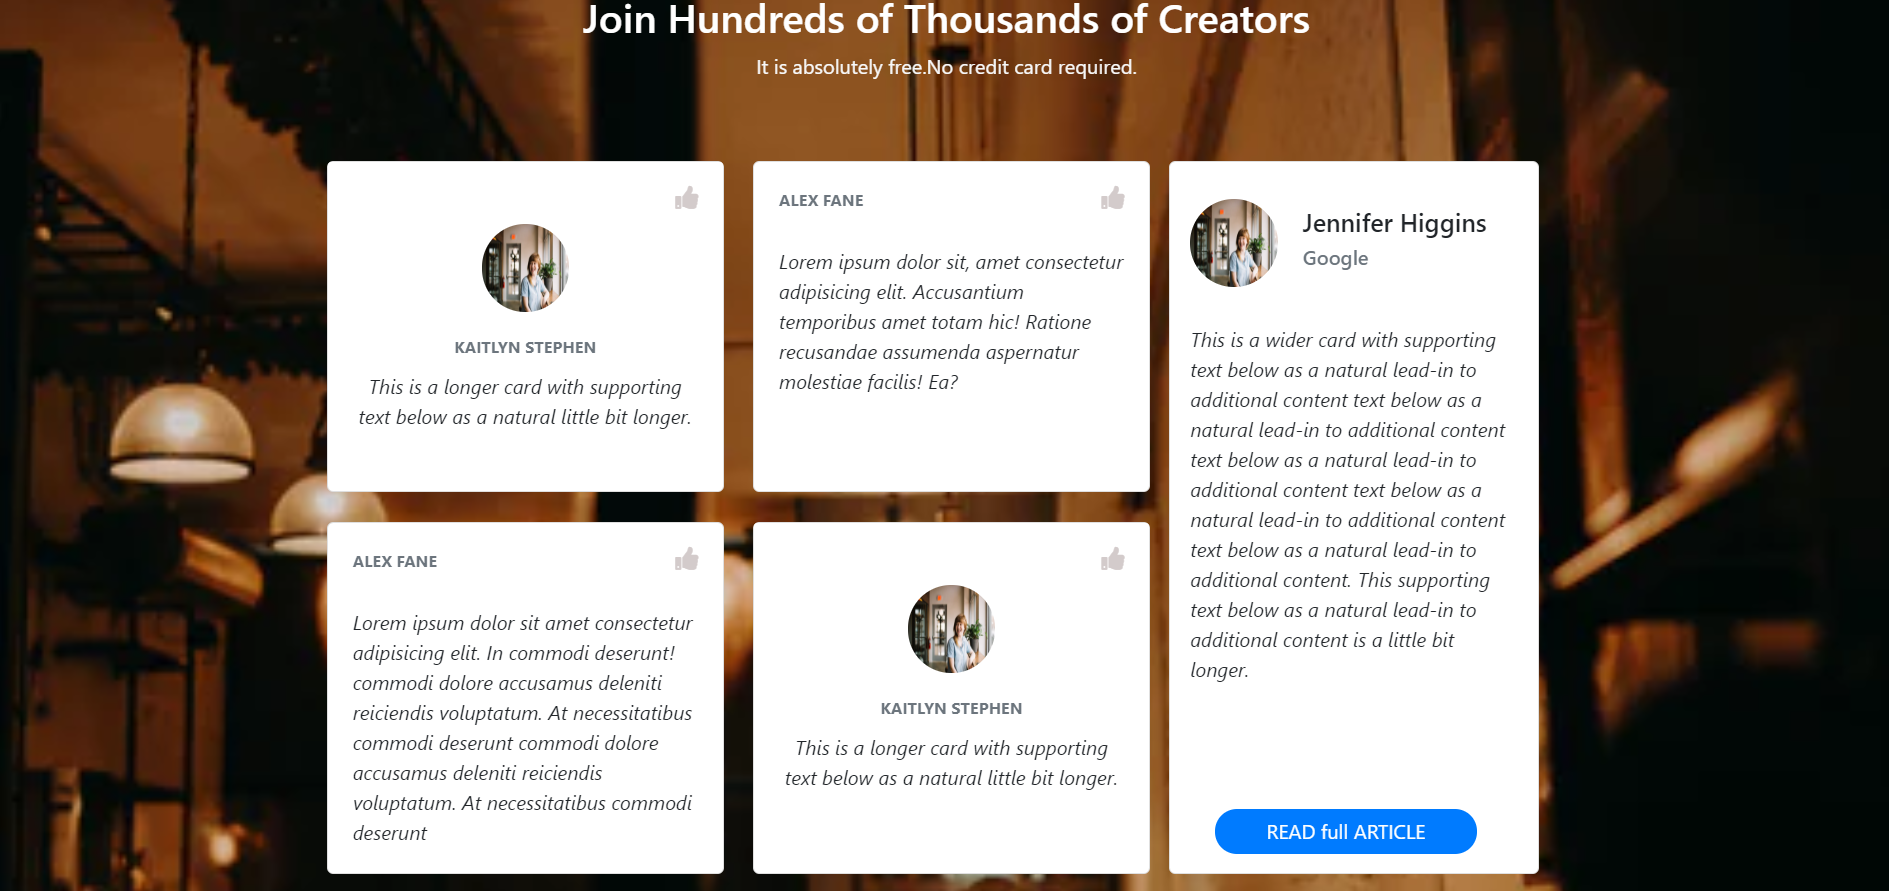 Join Hundreds of Thousands of Creators
It is absolutely free.No credit card required.
KAITLYN STEPHEN
This is a longer card with supporting
text below as a natural little bit longer.
ALEX FANE
Lorem ipsum dolor sit, amet consectetur
adipisicing elit. Accusantium
temporibus amet totam hic! Ratione
recusandae assumenda aspernatur
molestiae facilis! Ea?
Jennifer Higgins
Google
This is a wider card with supporting
text below as a natural lead-in to
additional content text below as a
natural lead-in to additional content
text below as a natural lead-in to
additional content text below as a
natural lead-in to additional content
text below as a natural lead-in to
additional content. This supporting
text below as a natural lead-in to
additional content is a little bit
longer.
READ full ARTICLE
ALEX FANE
Lorem ipsum dolor sit amet consectetur
adipisicing elit. In commodi deserunt!
commodi dolore accusamus deleniti
reiciendis voluptatum. At necessitatibus
commodi deserunt commodi dolore
accusamus deleniti reiciendis
voluptatum. At necessitatibus commodi
deserunt
KAITLYN STEPHEN
This is a longer card with supporting
text below as a natural little bit longer.